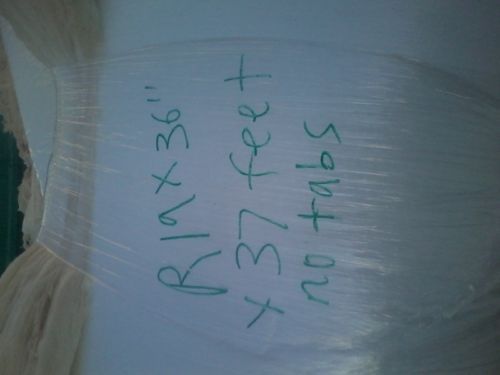 R19 x 36"
x 37 feet
no tabs